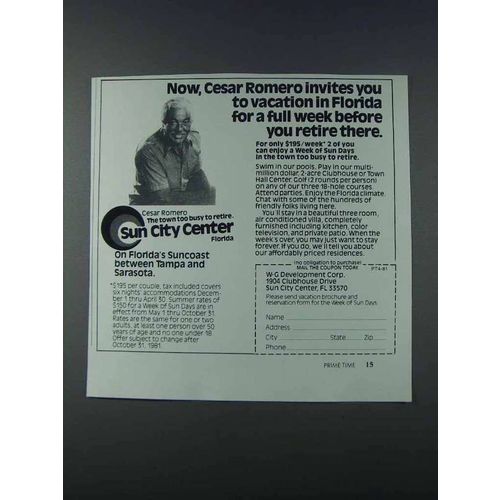 Now, Cesar Romero invites you
to vacation in Florida
for a full week before
you retire there.
For only $195/week* 2 of you
can enjoy a Week of Sun Days
in the town too busy to retire.
Swim in our pools. Play in our multi-
million dollar, 2-acre Clubhouse or Town
Hall Center. Golf (2 rounds per person)
on any of our three 18-hole courses.
Attend parties. Enjoy the Florida climate.
Chat with some of the hundreds of
friendly folks living here.
You'll stay in a beautiful three room,
air conditioned villa, completely
furnished including kitchen, color
television, and private patio. When the
week's over, you may just want to stay
forever. If you do, we'll tell you about
our affordably priced residences.
Cesar Romero
The town too busy to retire.
Sun City Center
Florida
On Florida's Suncoast
between Tampa and
Sarasota.
*$195 per couple, tax included covers
six nights' accommodations Decem-
ber 1 thru April 30. Summer rates of
$150 for a Week of Sun Days are in
effect from May 1 thru October 31.
Rates are the same for one or two
adults, at least one person over 50
years of age and no one under 18.
Offer subject to change after
October 31, 1981.
(no obligation to purchase)
MAIL THE COUPON TODAY PT4-81
W-G Development Corp.
1904 Clubhouse Drive
Sun City Center, FL 33570
Please send vacation brochure and
reservation form for the Week of Sun Days.
Name
Address
City State Zip
Phone
PRIME TIME 15